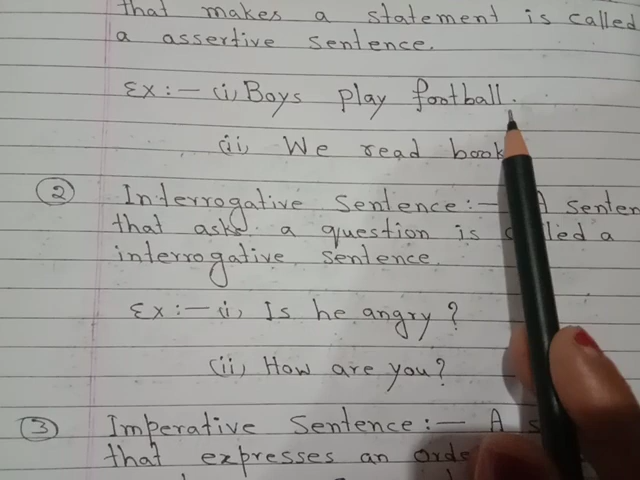 that makes a statement is called
a assertive sentence.
Ex:- (i) Boys play football.
(ii) We read book
② Interrogative Sentence:- A senten
that asks a question is called a
interrogative sentence.
Ex:- (i) Is he angry?
(ii) How are you?
③ Imperative Sentence:- A s
that expresses an orde